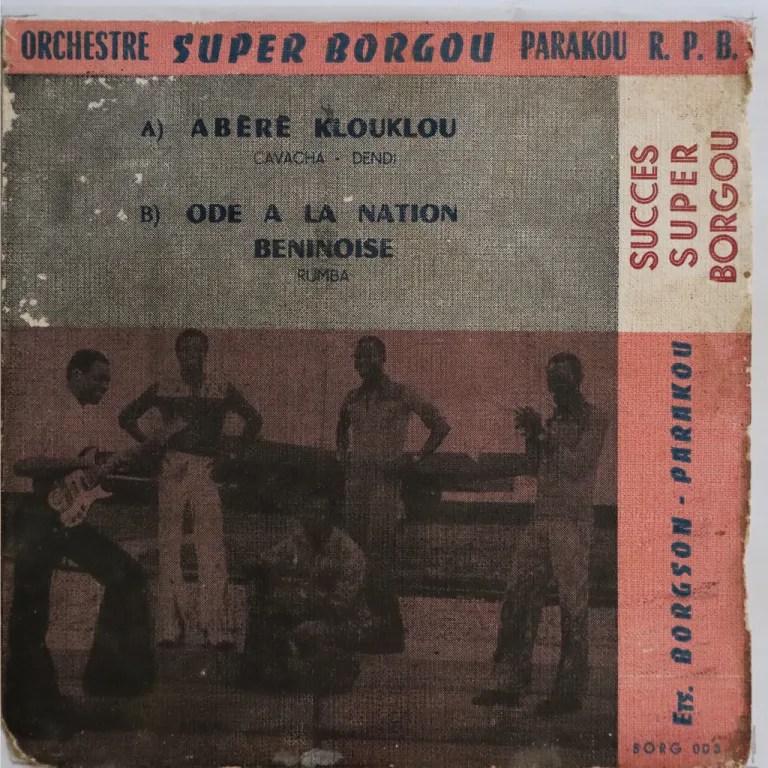 ORCHESTRE SUPER BORGOU PARAKOU R. P. B.
A) ABÈRÈ KLOUKLOU
CAVACHA - DENDI
B) ODE A LA NATION
BENINOISE
RUMBA
SUCCES
SUPER
BORGOU
Ets. BORGSON - PARAKOU
BORG 003